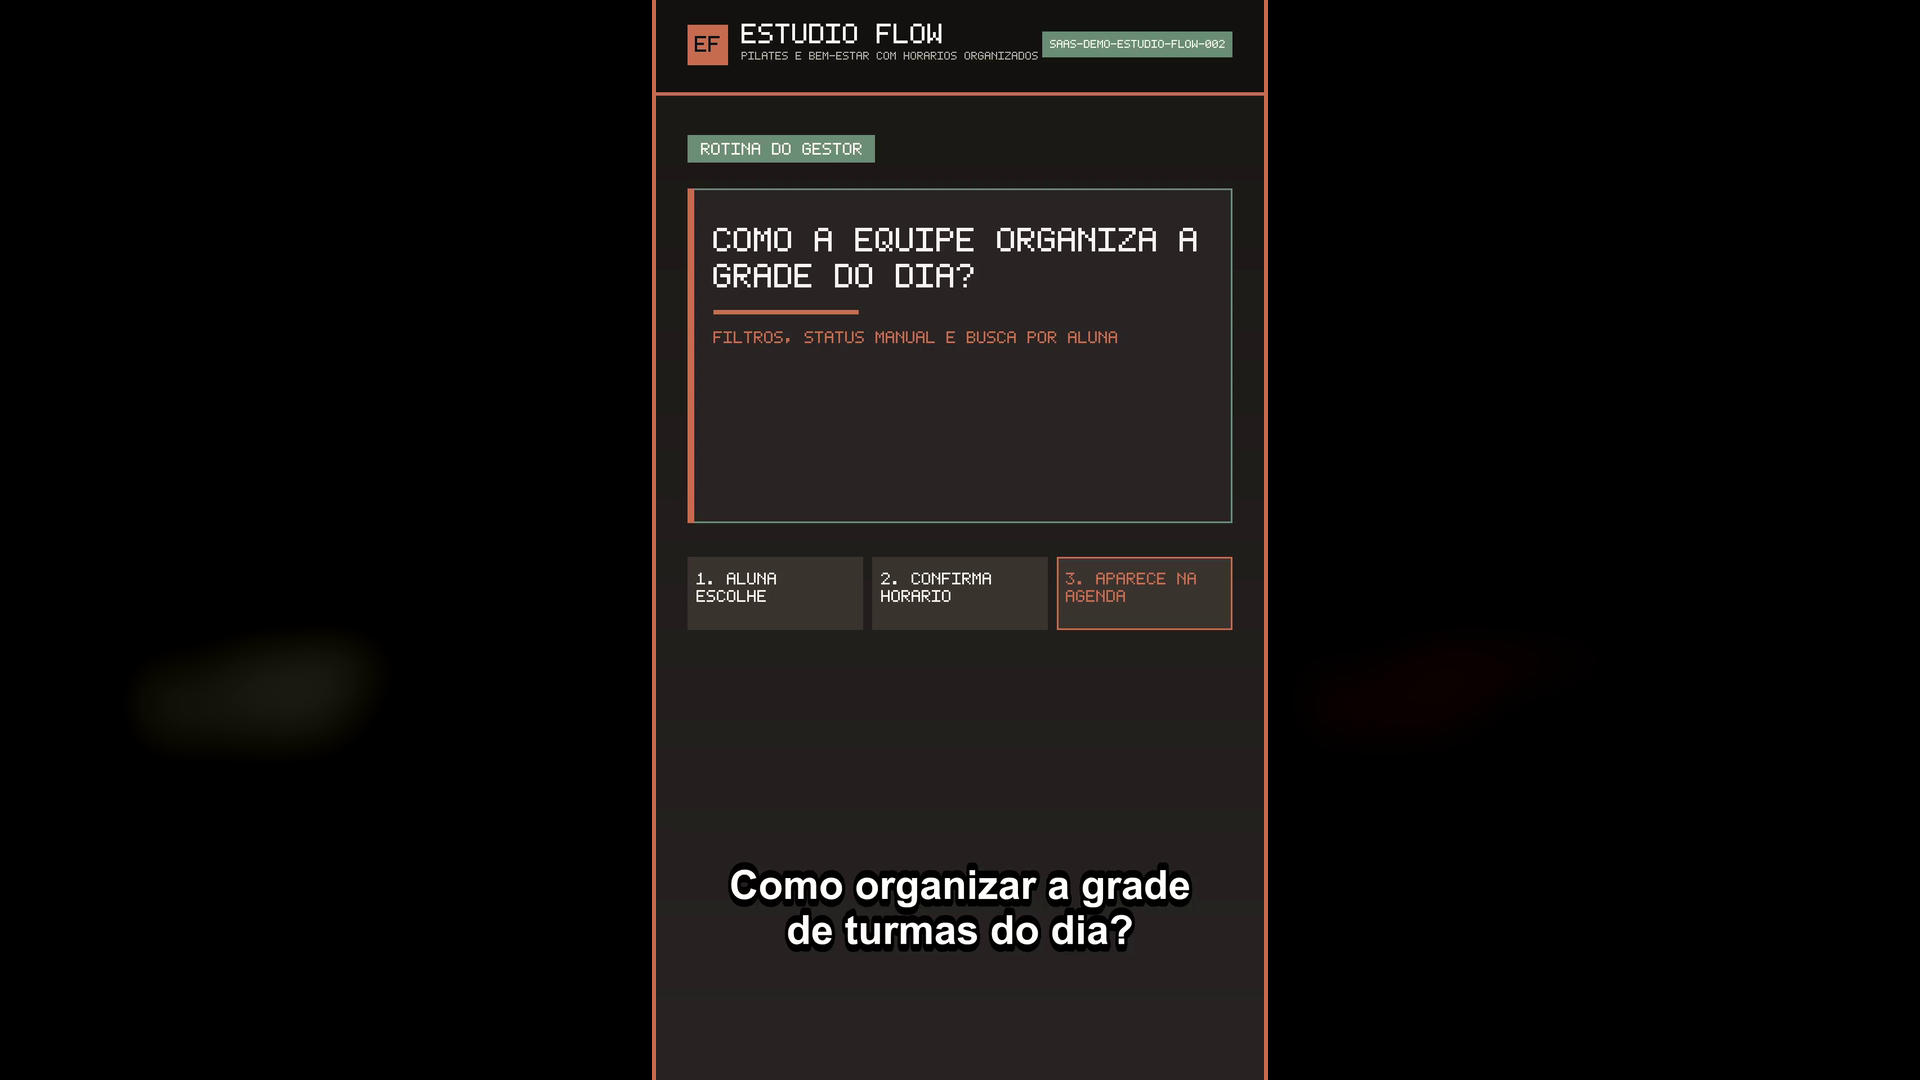 EF
ESTUDIO FLOW
PILATES E BEM-ESTAR COM HORARIOS ORGANIZADOS
SAAS-DEMO-ESTUDIO-FLOW-002
ROTINA DO GESTOR
COMO A EQUIPE ORGANIZA A
GRADE DO DIA?
FILTROS, STATUS MANUAL E BUSCA POR ALUNA
1. ALUNA
ESCOLHE
2. CONFIRMA
HORARIO
3. APARECE NA
AGENDA
Como organizar a grade
de turmas do dia?